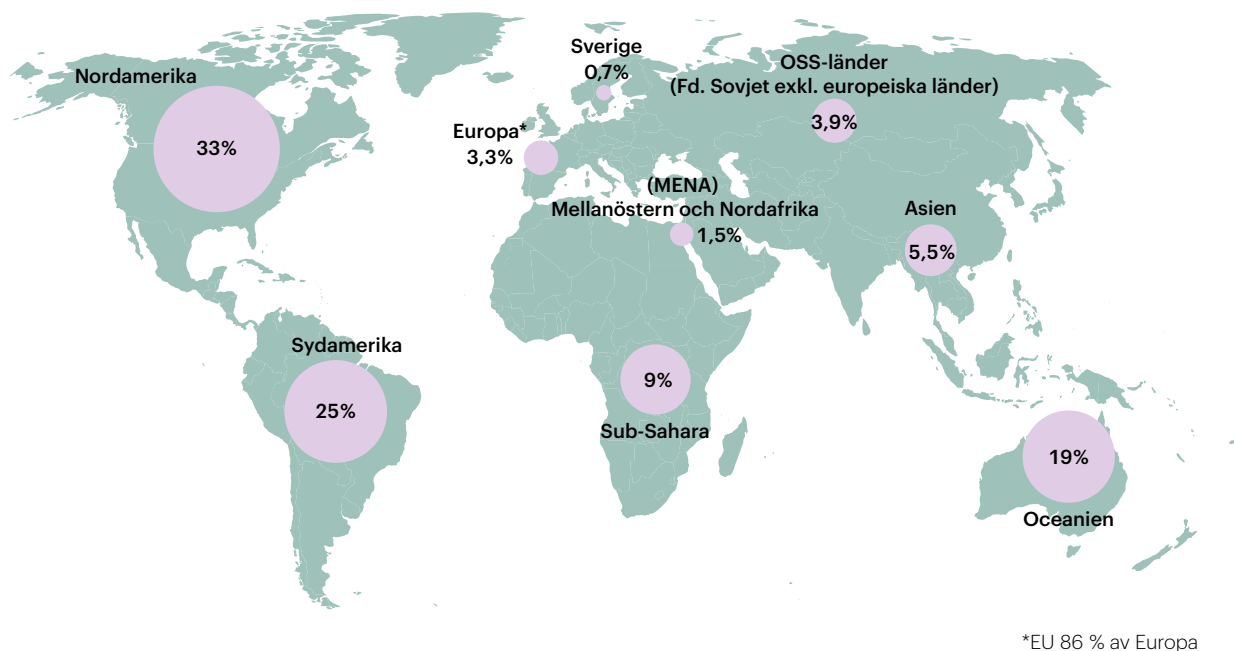 Sverige
0,7%
OSS-länder
(Fd. Sovjet exkl. europeiska länder)
3,9%
Nordamerika
33%
Europa*
3,3%
(MENA)
Mellanöstern och Nordafrika
1,5%
Asien
5,5%
Sydamerika
25%
9%
Sub-Sahara
19%
Oceanien
*EU 86 % av Europa